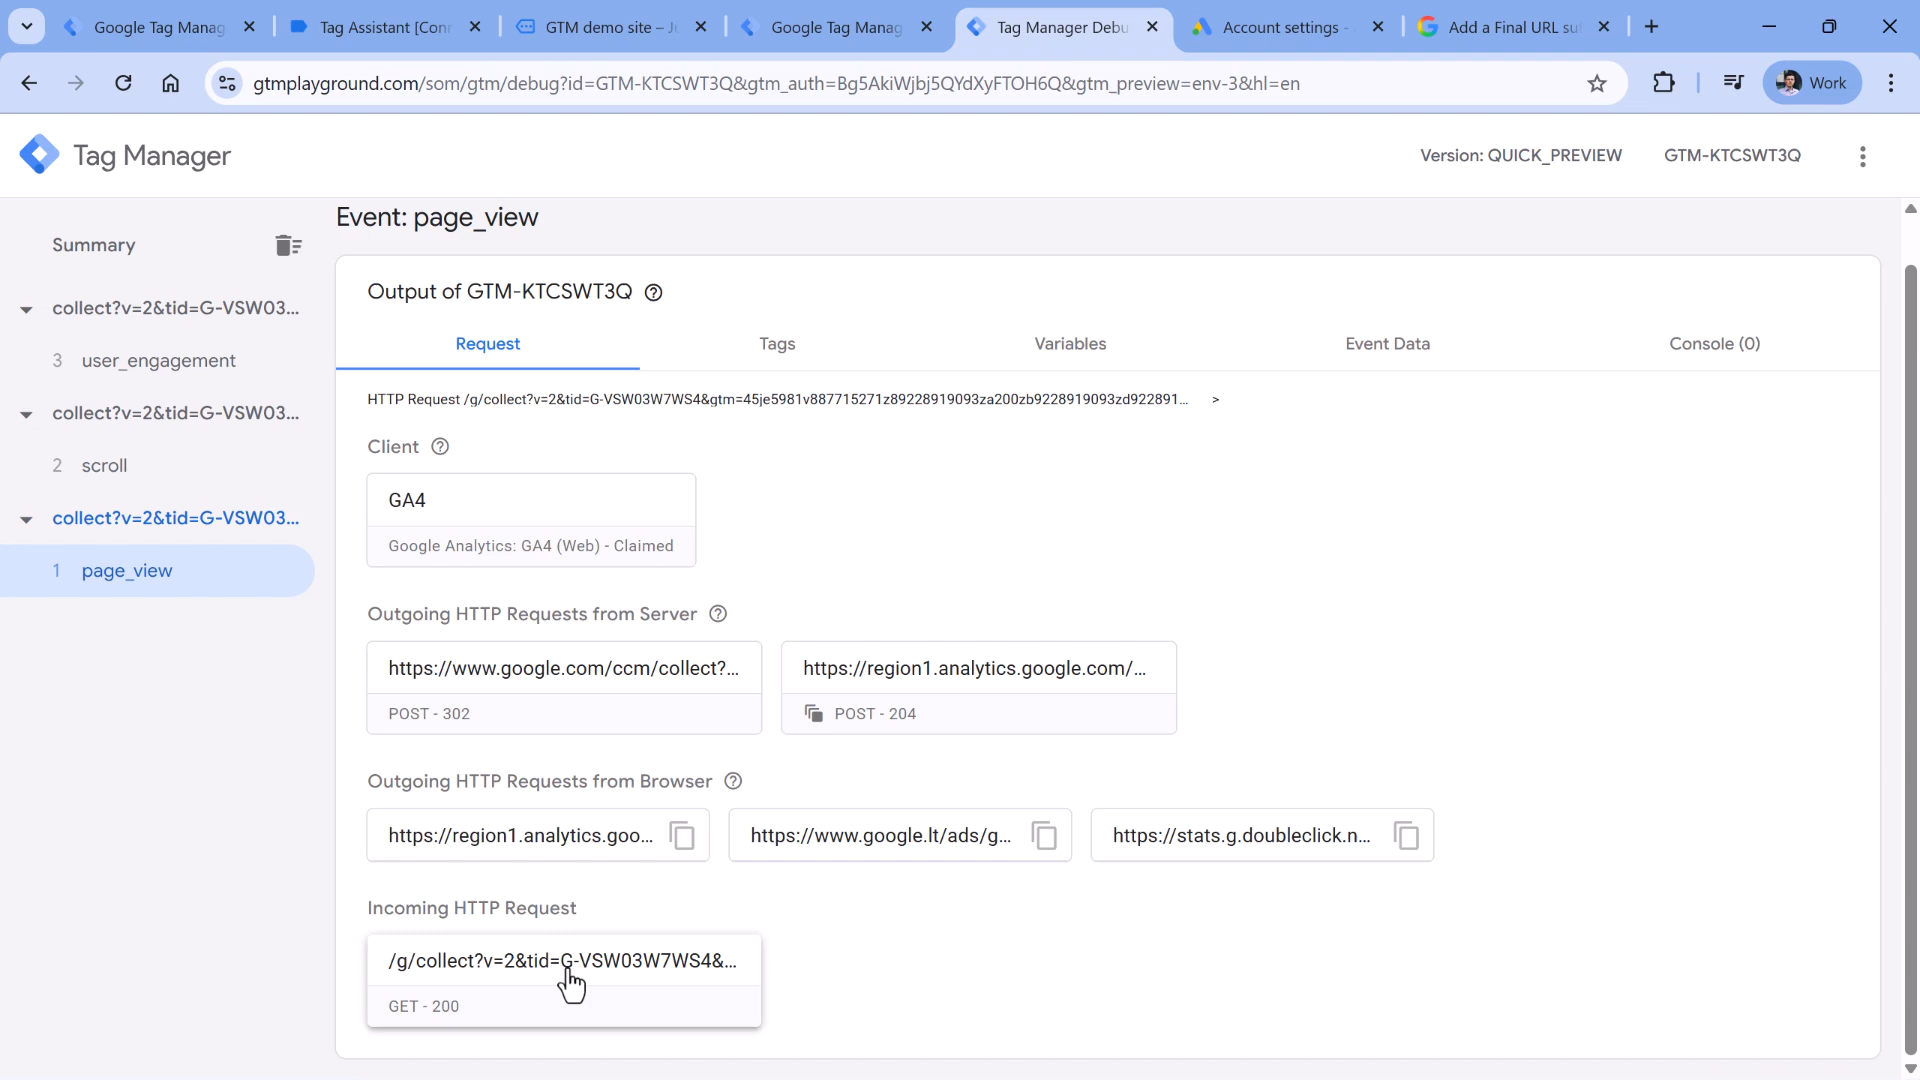 Google Tag Manag
Tag Assistant [Conn
GTM demo site – Ju
Google Tag Manag
Tag Manager Debu
Account settings -
Add a Final URL su
gtmplayground.com/som/gtm/debug?id=GTM-KTCSWT3Q&gtm_auth=Bg5AkiWjbj5QYdXyFTOH6Q&gtm_preview=env-3&hl=en
Work
Tag Manager
Version: QUICK_PREVIEW
GTM-KTCSWT3Q
Summary
collect?v=2&tid=G-VSW03...
3 user_engagement
collect?v=2&tid=G-VSW03...
2 scroll
collect?v=2&tid=G-VSW03...
1 page_view
Event: page_view
Output of GTM-KTCSWT3Q
Request
Tags
Variables
Event Data
Console (0)
HTTP Request /g/collect?v=2&tid=G-VSW03W7WS4&gtm=45je5981v887715271z89228919093za200zb9228919093zd922891... >
Client
GA4
Google Analytics: GA4 (Web) - Claimed
Outgoing HTTP Requests from Server
https://www.google.com/ccm/collect?...
POST - 302
https://region1.analytics.google.com/...
POST - 204
Outgoing HTTP Requests from Browser
https://region1.analytics.goo...
https://www.google.lt/ads/g...
https://stats.g.doubleclick.n...
Incoming HTTP Request
/g/collect?v=2&tid=G-VSW03W7WS4&...
GET - 200